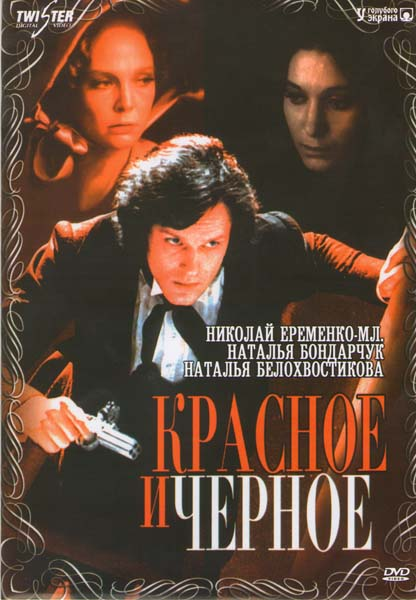 TWISTER
DIGITAL VIDEO
У голубого
экрана
НИКОЛАЙ ЕРЕМЕНКО-МЛ.
НАТАЛЬЯ БОНДАРЧУК
НАТАЛЬЯ БЕЛОХВОСТИКОВА
КРАСНОЕ
И ЧЕРНОЕ
DVD
VIDEO